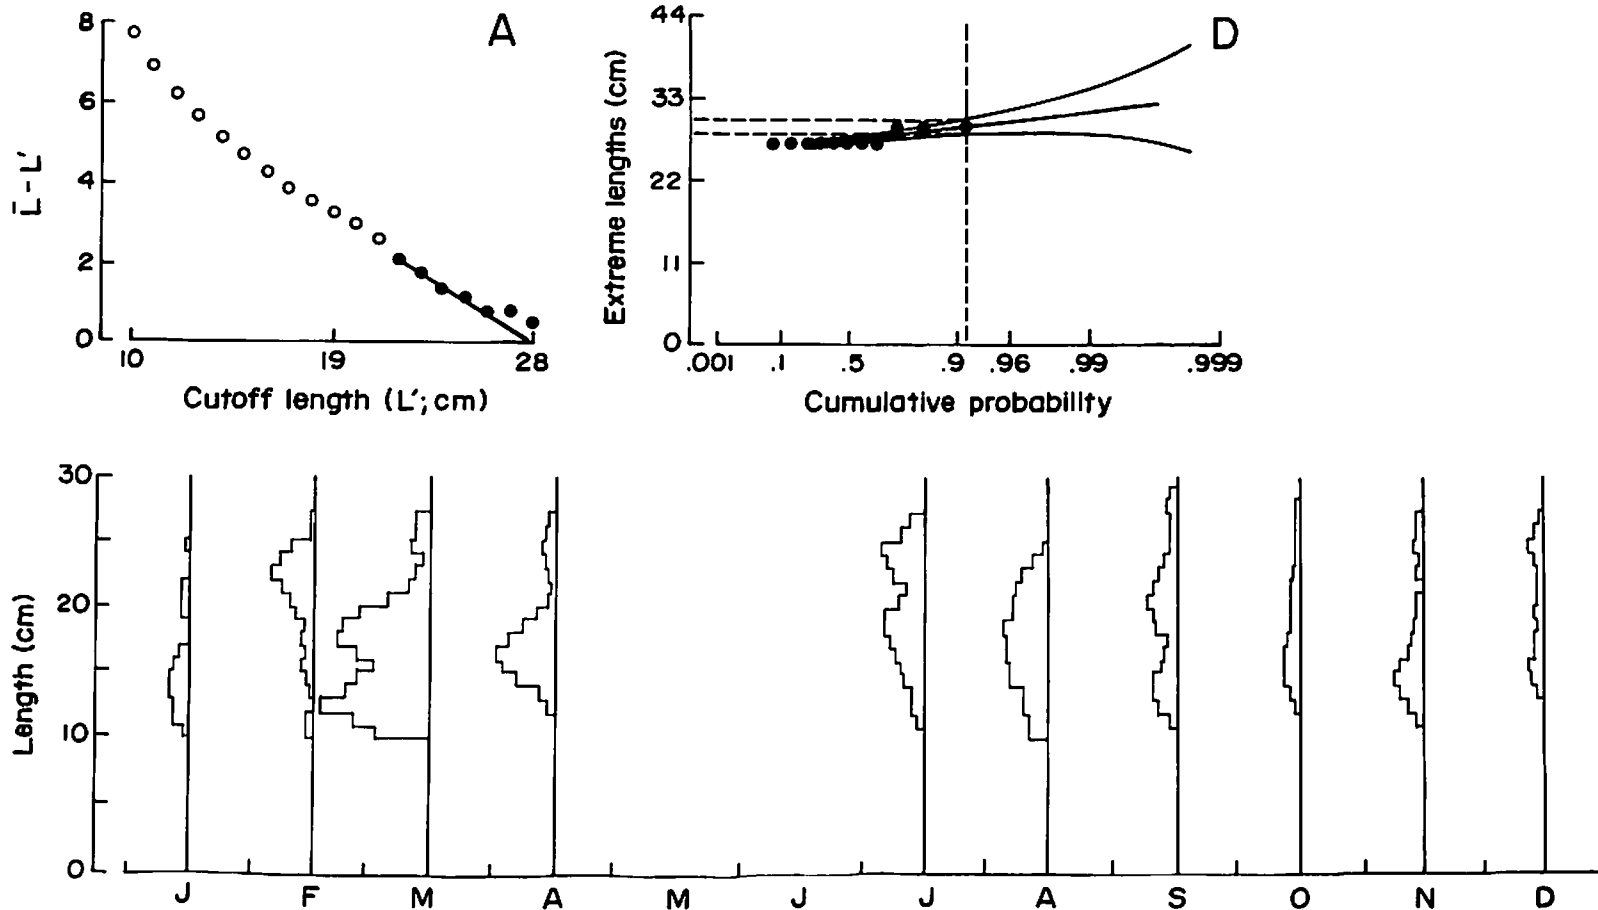 A
8
6
4
2
0
L̄ - L'
10 19 28
Cutoff length (L'; cm)
D
44
33
22
11
0
Extreme lengths (cm)
.001 .1 .5 .9 .96 .99 .999
Cumulative probability
30
20
10
0
Length (cm)
J F M A M J J A S O N D